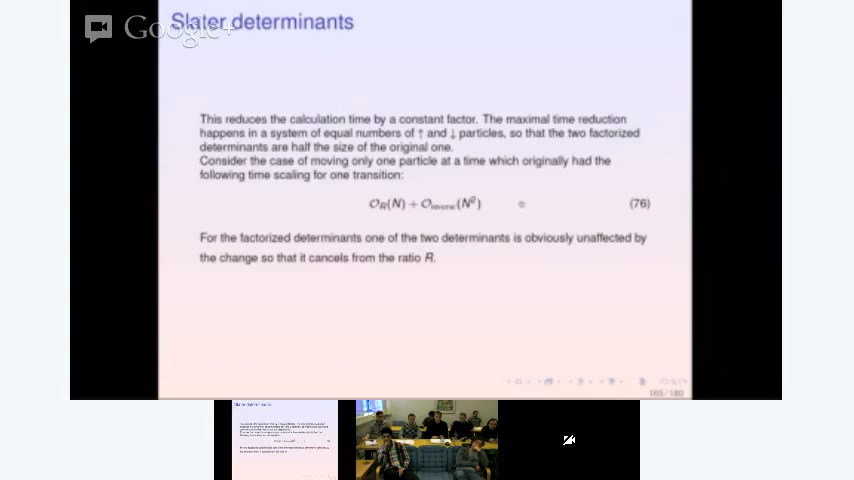 Slater determinants
Google+
This reduces the calculation time by a constant factor. The maximal time reduction
happens in a system of equal numbers of ↑ and ↓ particles, so that the two factorized
determinants are half the size of the original one.
Consider the case of moving only one particle at a time which originally had the
following time scaling for one transition:
O_R(N) + O_inverse(N²) (76)
For the factorized determinants one of the two determinants is obviously unaffected by
the change so that it cancels from the ratio R.
165/180
Slater determinants